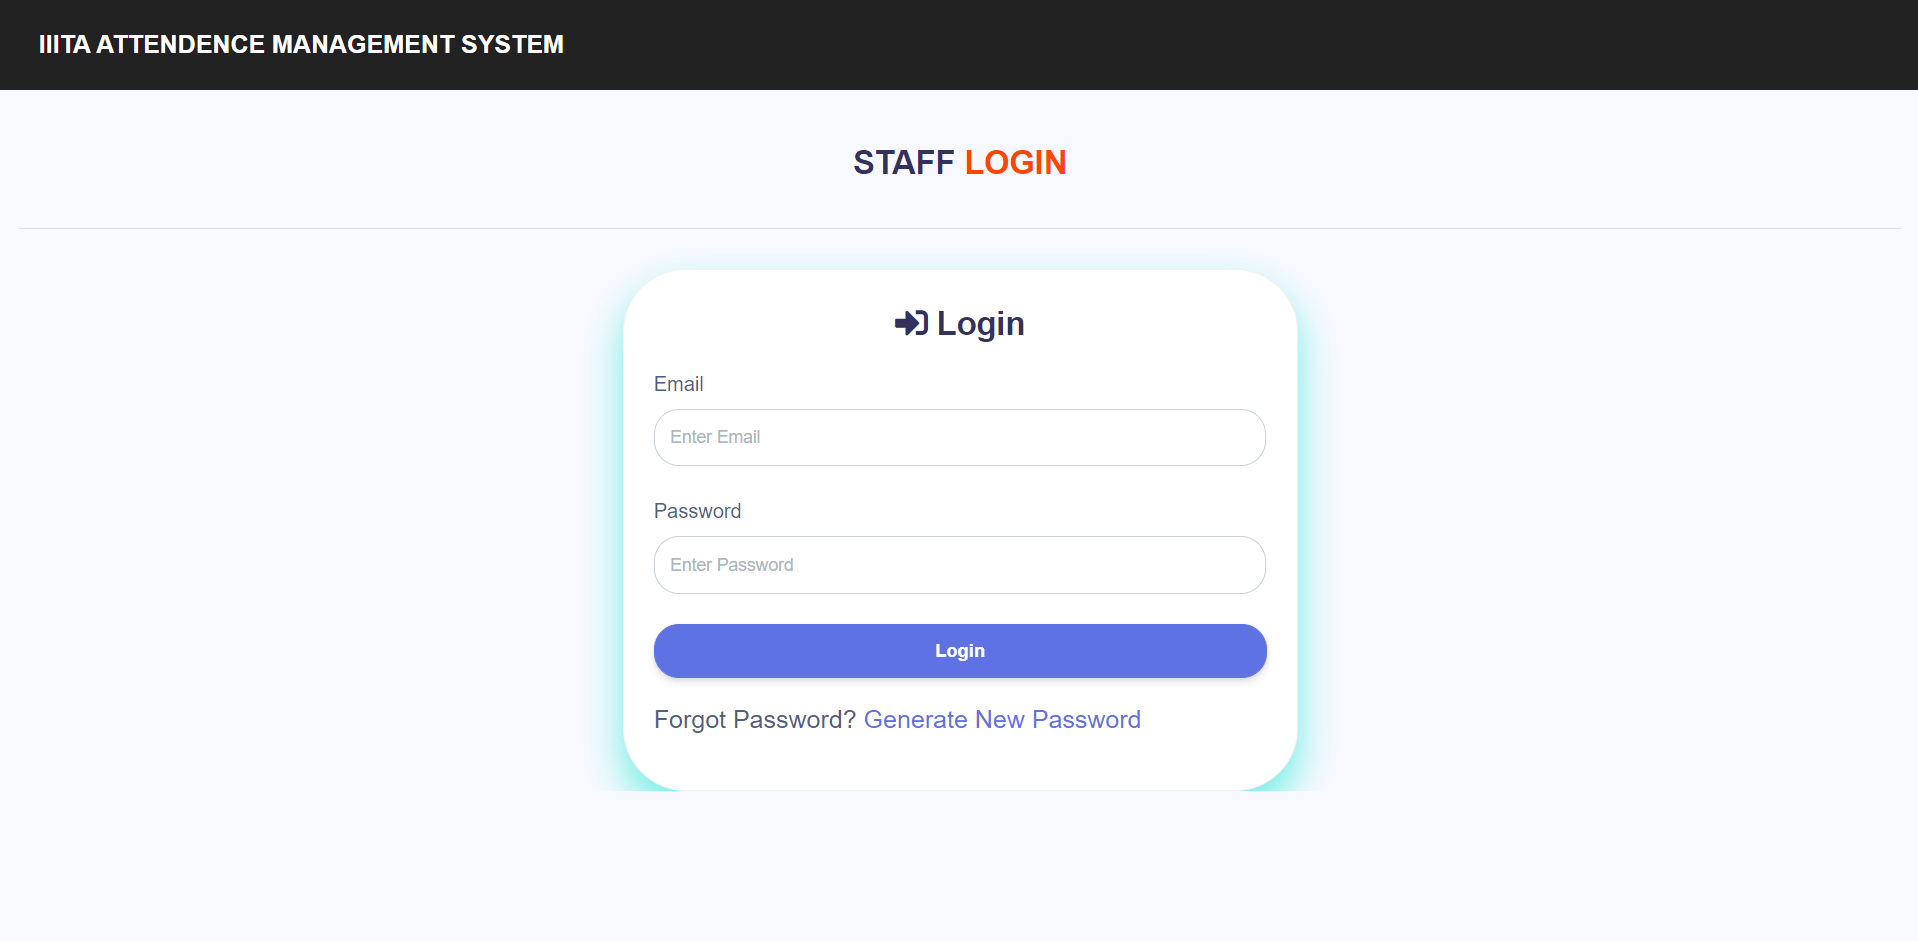 IIITA ATTENDENCE MANAGEMENT SYSTEM
STAFF LOGIN
Login
Email
Enter Email
Password
Enter Password
Login
Forgot Password? Generate New Password